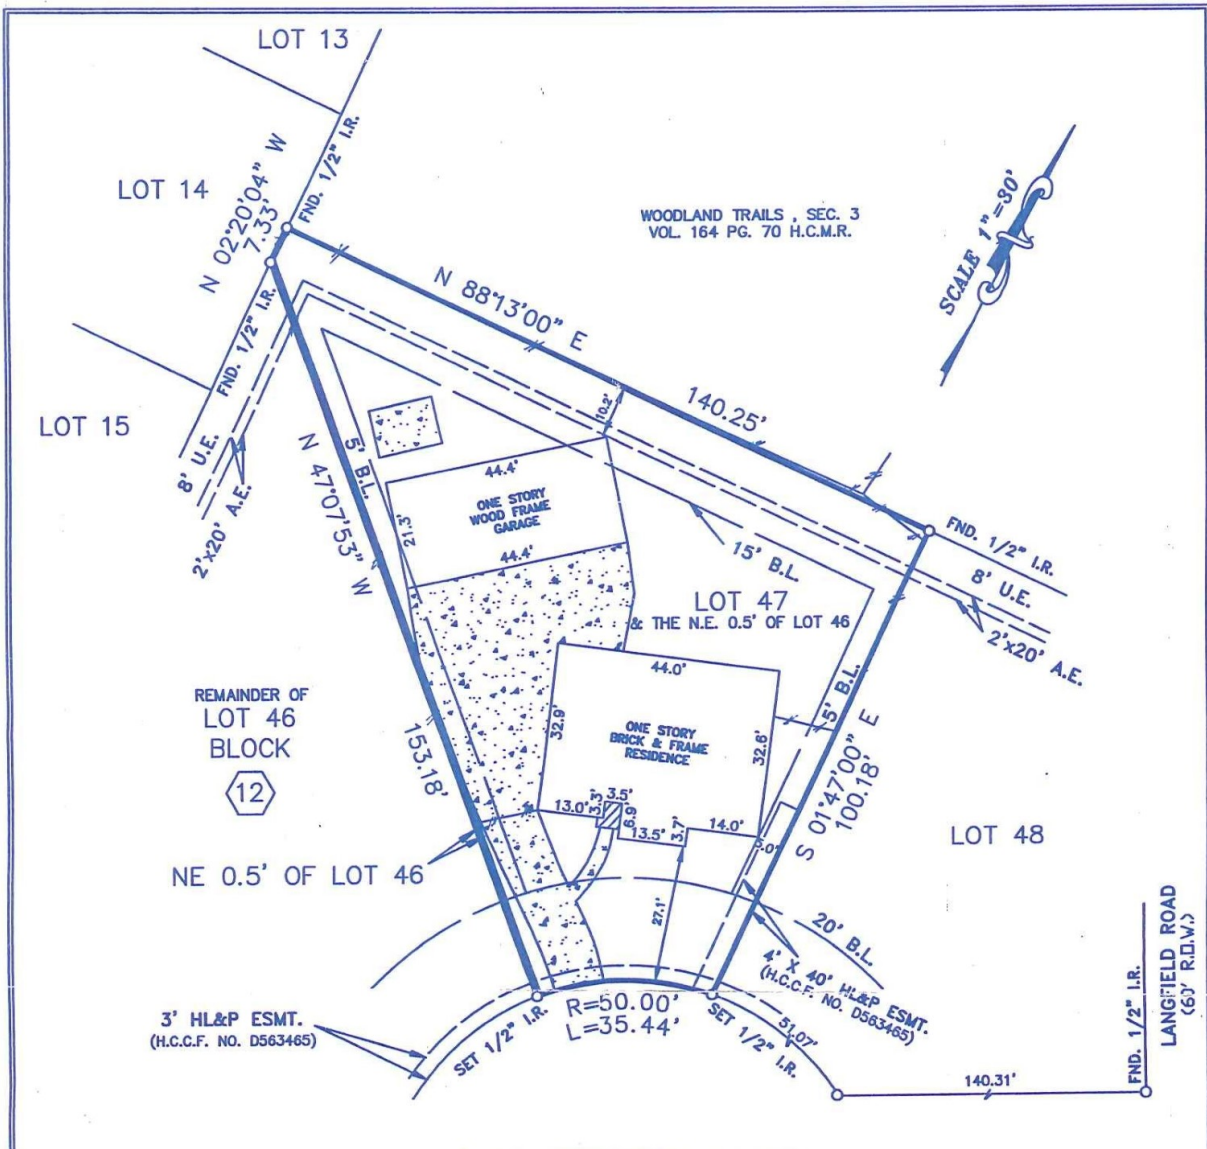 LOT 13
FND. 1/2" I.R.
LOT 14
N 02°20'04" W
7.33'
WOODLAND TRAILS , SEC. 3
VOL. 164 PG. 70 H.C.M.R.
SCALE 1"=30'
N 88°13'00" E
140.25'
FND. 1/2" I.R.
LOT 15
8' U.E.
2'x20' A.E.
N 47°07'53" W
153.18'
5' B.L.
10.2'
44.4'
ONE STORY
WOOD FRAME
GARAGE
21.3'
44.4'
15' B.L.
FND. 1/2" I.R.
8' U.E.
2'x20' A.E.
LOT 47
& THE N.E. 0.5' OF LOT 46
44.0'
5' B.L.
REMAINDER OF
LOT 46
BLOCK
12
32.9'
ONE STORY
BRICK & FRAME
RESIDENCE
32.6'
S 01°47'00" E
100.18'
13.0'
3.3'
3.5'
6.9'
13.5'
3.7'
14.0'
LOT 48
NE 0.5' OF LOT 46
27.1'
20' B.L.
4' X 40' HL&P ESMT.
(H.C.C.F. NO. D563465)
3' HL&P ESMT.
(H.C.C.F. NO. D563465)
SET 1/2" I.R.
R=50.00'
L=35.44'
SET 1/2" I.R.
51.07'
140.31'
FND. 1/2" I.R.
LANGFIELD ROAD
(60' R.O.W.)